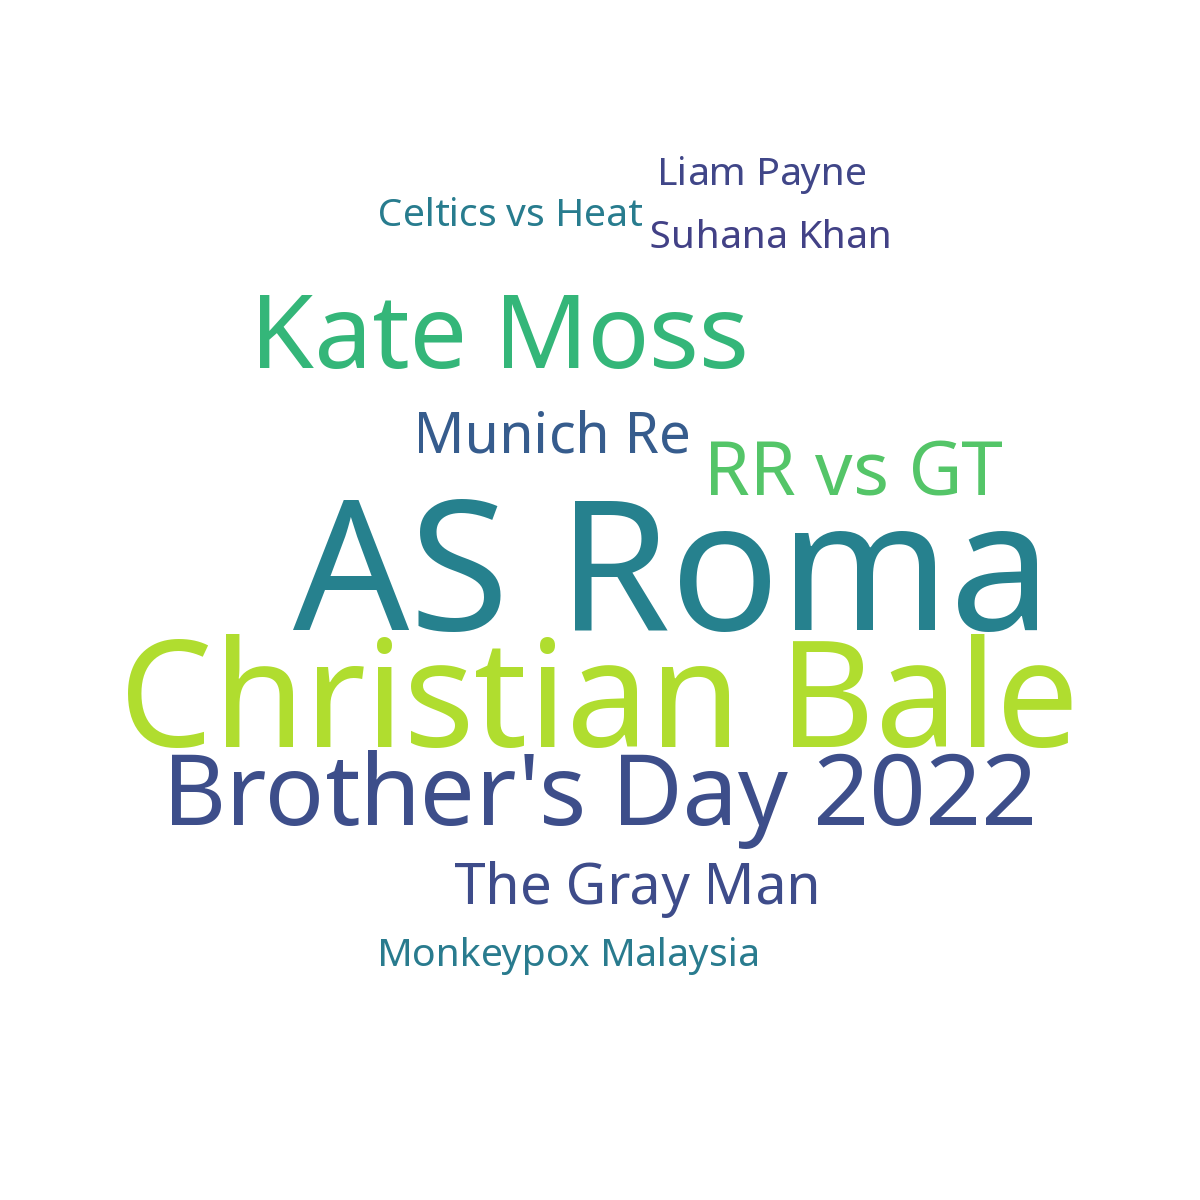 Liam Payne
Celtics vs Heat
Suhana Khan
Kate Moss
Munich Re
RR vs GT
AS Roma
Christian Bale
Brother's Day 2022
The Gray Man
Monkeypox Malaysia